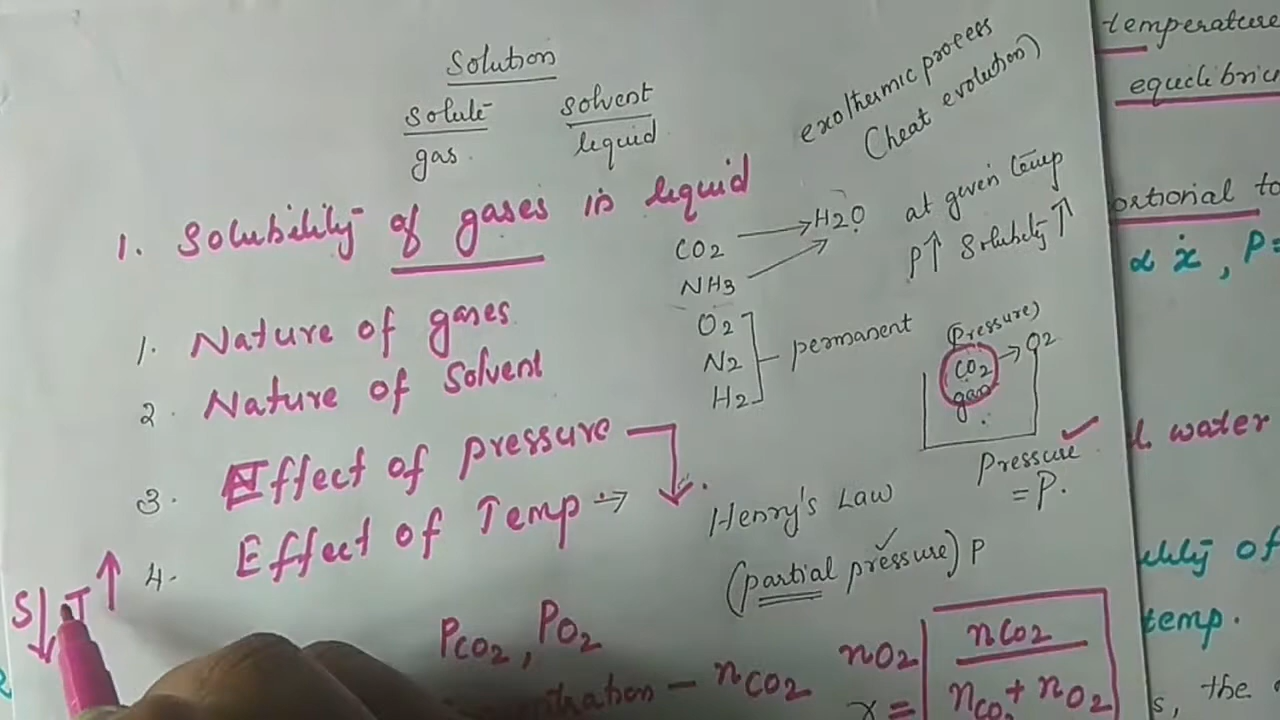 Solution
solute
solvent
gas.
liquid
exothermic process
(heat evolution)
1. Solubility of gases in liquid
CO2
NH3
H2O
at given temp
P↑ Solubility↑
1. Nature of gases
2. Nature of Solvent
3. Effect of pressure
4. Effect of Temp
S↓ T↑
O2
N2
H2
permanent
(Pressure)
CO2
gas
O2
Pressure
= P.
Henry's Law
(partial pressure) P
PCO2, PO2
nCO2
nO2
x =
nCO2
nCO2 + nO2
temperature
α x, P =
water
of
temp.
s, the